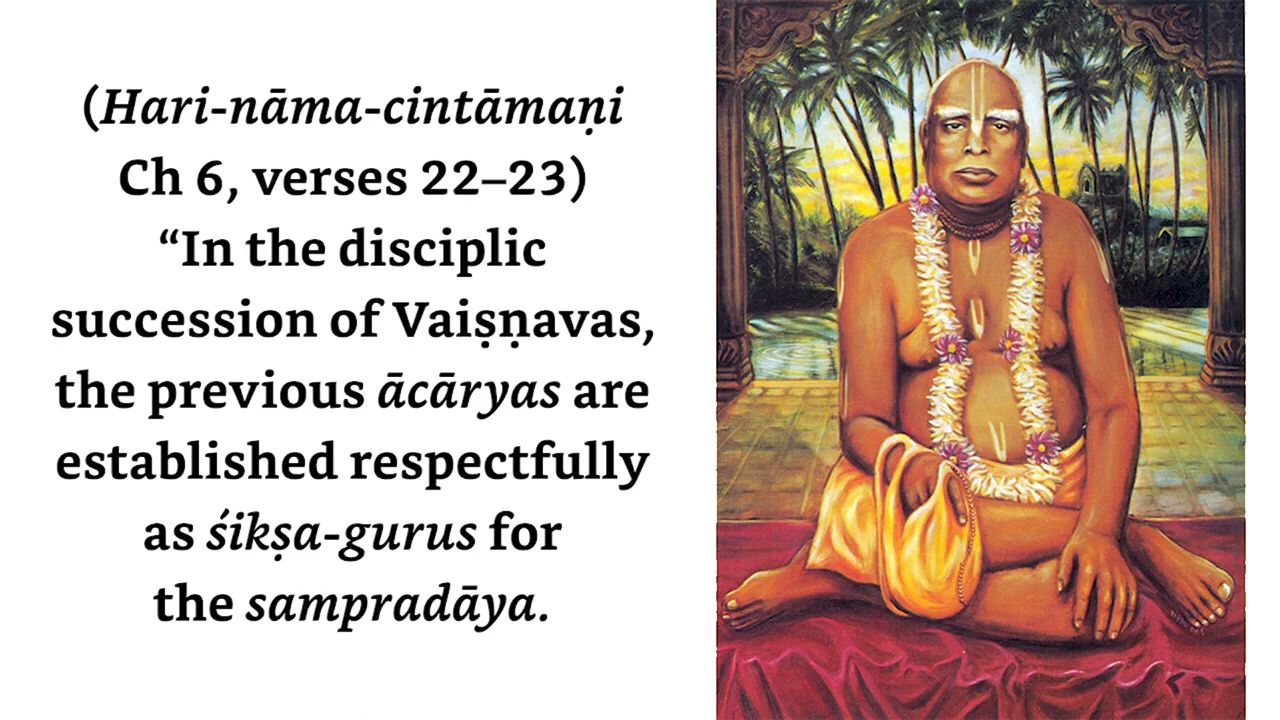 (Hari-nāma-cintāmaṇi
Ch 6, verses 22–23)
“In the disciplic
succession of Vaiṣṇavas,
the previous ācāryas are
established respectfully
as śikṣa-gurus for
the sampradāya.